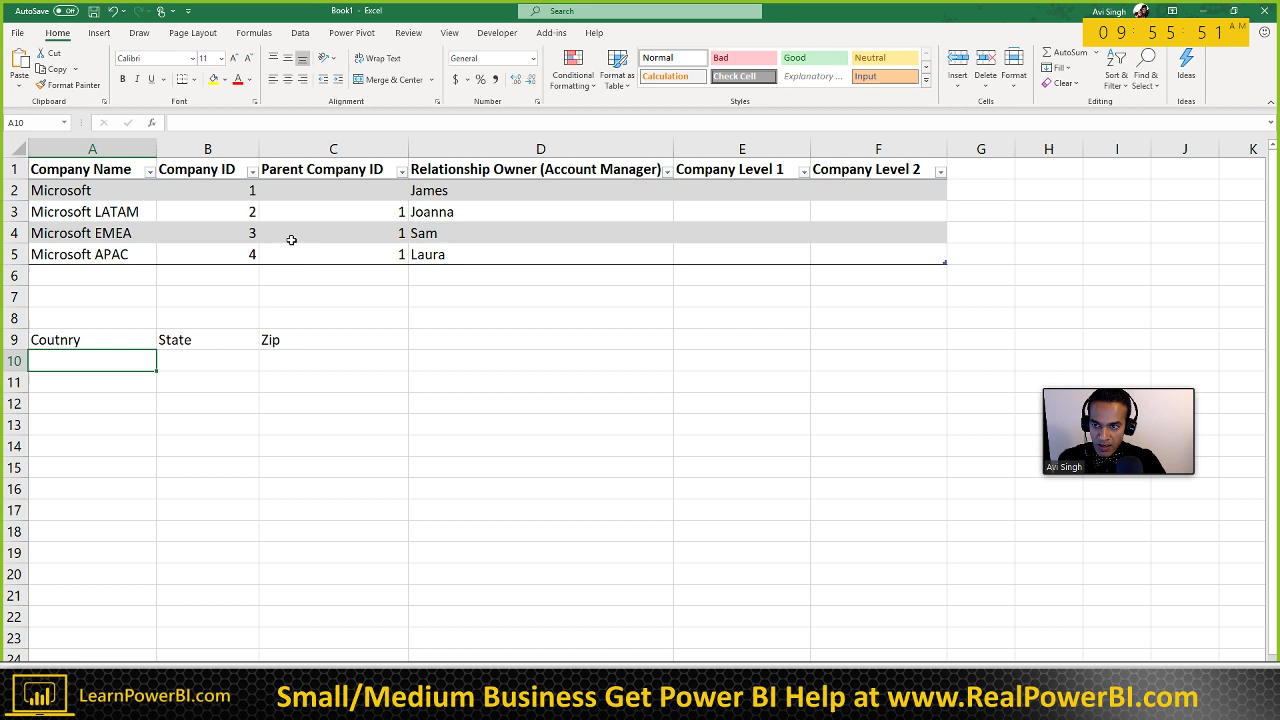 AutoSave Off Book1 - Excel Search Avi Singh
File Home Insert Draw Page Layout Formulas Data Power Pivot Review View Developer Add-ins Help
09:55:51 AM
Paste Cut Copy Format Painter
Calibri 11 Wrap Text General
B I U Merge & Center $ % Conditional Formatting Format as Table
Normal Bad Good Neutral
Calculation Check Cell Explanatory ... Input
Insert Delete Format AutoSum Fill Clear Sort & Filter Find & Select Ideas
Clipboard Font Alignment Number Styles Cells Editing Ideas
A10 fx
A B C D E F G H I J K
1 Company Name Company ID Parent Company ID Relationship Owner (Account Manager) Company Level 1 Company Level 2
2 Microsoft 1 James
3 Microsoft LATAM 2 1 Joanna
4 Microsoft EMEA 3 1 Sam
5 Microsoft APAC 4 1 Laura
6
7
8
9 Coutnry State Zip
10
11
12
13
14
15
16
17
18
19
20
21
22
23
24
Avi Singh
LearnPowerBI.com Small/Medium Business Get Power BI Help at www.RealPowerBI.com